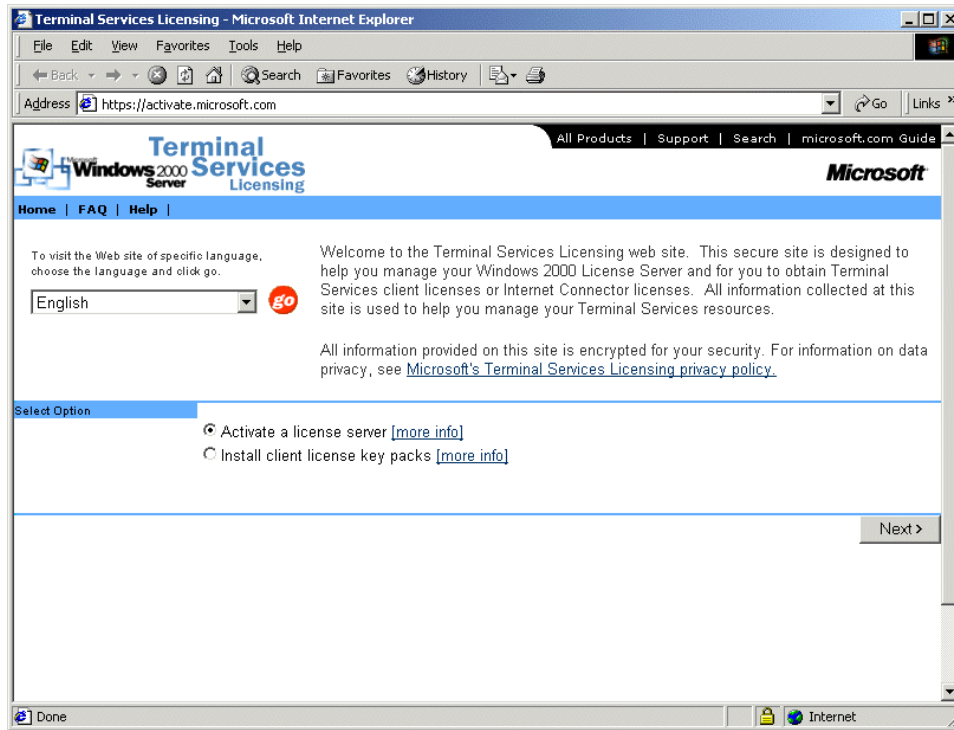 Terminal Services Licensing - Microsoft Internet Explorer
File Edit View Favorites Tools Help
Back Search Favorites History
Address https://activate.microsoft.com Go Links »
All Products | Support | Search | microsoft.com Guide
Terminal
Microsoft
Windows 2000 Services
Server Licensing
Microsoft
Home | FAQ | Help |
To visit the Web site of specific language,
choose the language and click go.
English go
Welcome to the Terminal Services Licensing web site. This secure site is designed to
help you manage your Windows 2000 License Server and for you to obtain Terminal
Services client licenses or Internet Connector licenses. All information collected at this
site is used to help you manage your Terminal Services resources.
All information provided on this site is encrypted for your security. For information on data
privacy, see Microsoft's Terminal Services Licensing privacy policy.
Select Option
Activate a license server [more info]
Install client license key packs [more info]
Next >
Done Internet